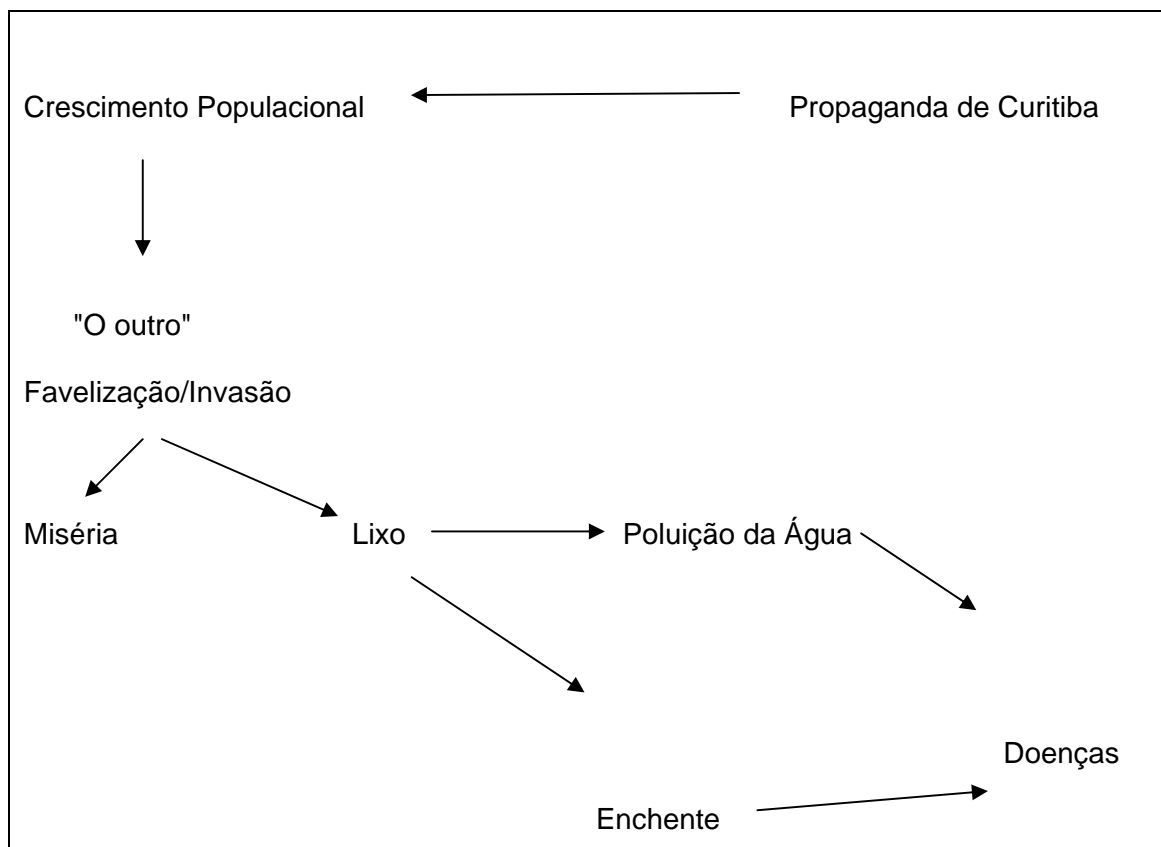 Crescimento Populacional
Propaganda de Curitiba
"O outro"
Favelização/Invasão
Miséria
Lixo
Poluição da Água
Doenças
Enchente